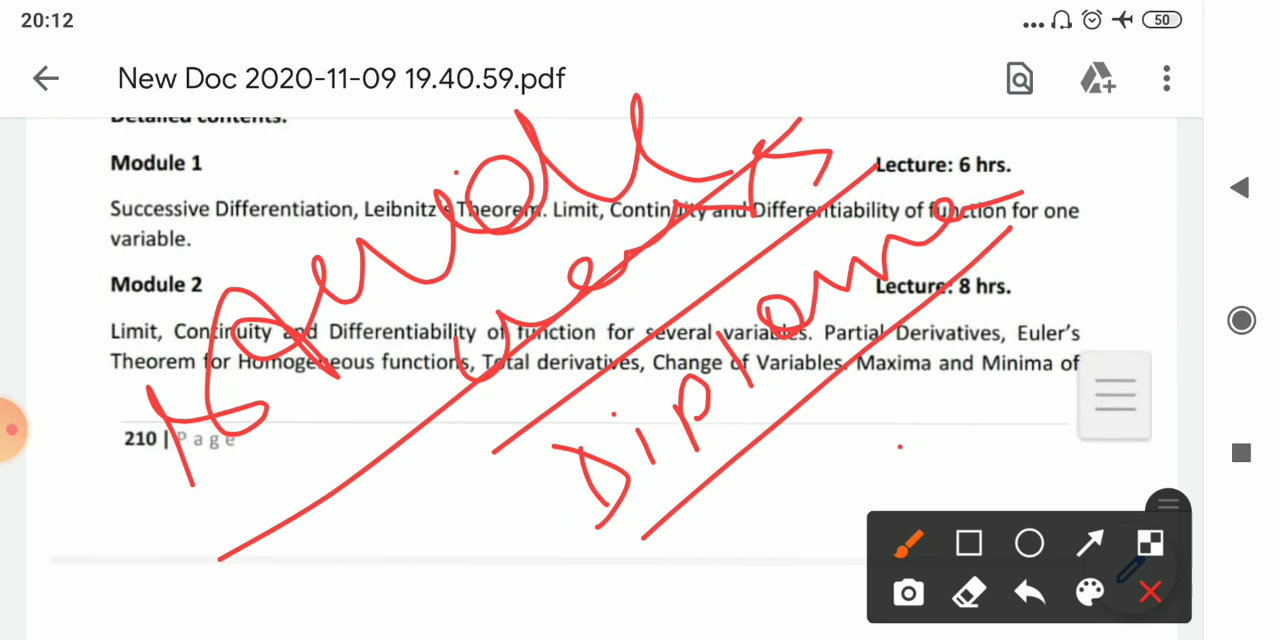 20:12
50
New Doc 2020-11-09 19.40.59.pdf
Detailed contents:
Module 1 Lecture: 6 hrs.
Successive Differentiation, Leibnitz's Theorem. Limit, Continuity and Differentiability of function for one
variable.
Module 2 Lecture: 8 hrs.
Limit, Continuity and Differentiability of function for several variables. Partial Derivatives, Euler's
Theorem for Homogeneous functions, Total derivatives, Change of Variables, Maxima and Minima of
210 | Page
Diploma